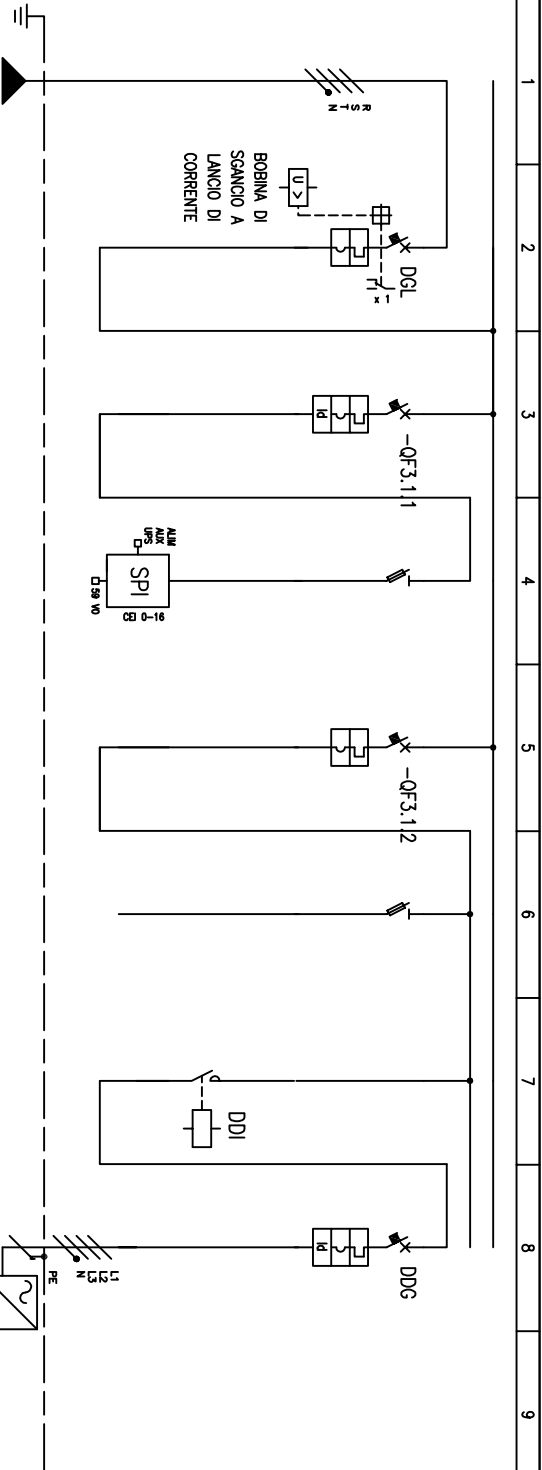 1
2
3
4
5
6
7
8
9
R
S
T
N
BOBINA DI
SGANCIO A
LANCIO DI
CORRENTE
U >
DGL
x 1
-QF3.1.1
Id
ALIM
AUX
UPS
SPI
59 V0
CEI 0-16
-QF3.1.2
DDI
DDG
Id
L1
L2
L3
N
PE